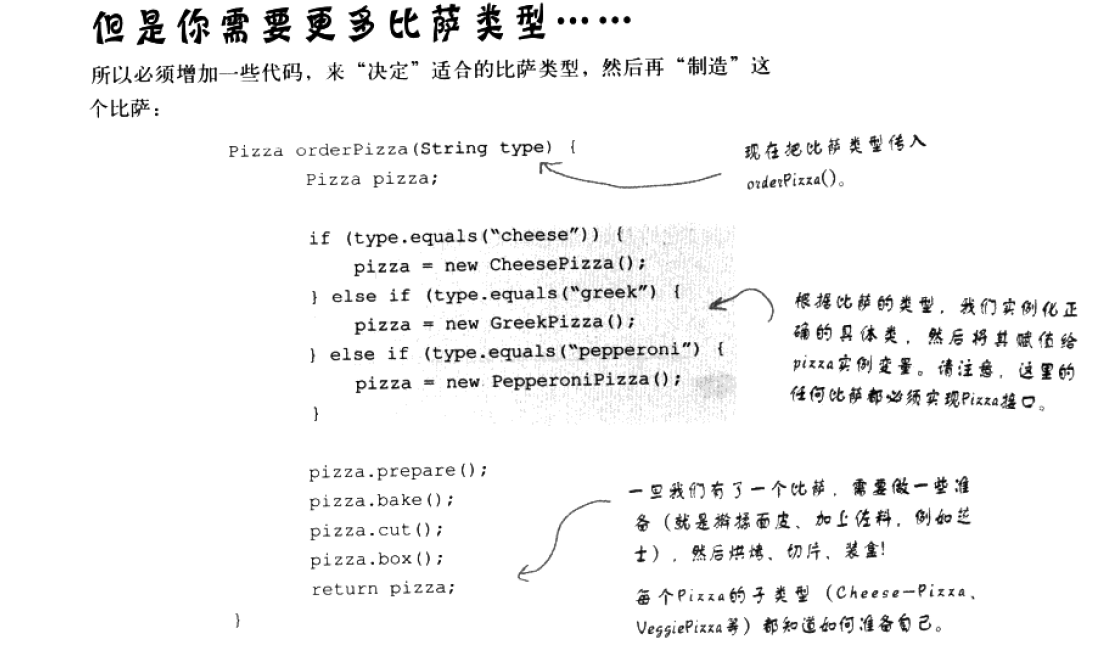 但是你需要更多比萨类型……
所以必须增加一些代码，来“决定”适合的比萨类型，然后再“制造”这
个比萨：
Pizza orderPizza(String type) {
现在把比萨类型传入
orderPizza()。
Pizza pizza;
if (type.equals(“cheese”)) {
pizza = new CheesePizza();
} else if (type.equals(“greek”) {
pizza = new GreekPizza();
} else if (type.equals(“pepperoni”) {
pizza = new PepperoniPizza();
}
根据比萨的类型，我们实例化正
确的具体类，然后将其赋值给
pizza实例变量。请注意，这里的
任何比萨都必须实现Pizza接口。
pizza.prepare();
pizza.bake();
pizza.cut();
pizza.box();
return pizza;
}
一旦我们有了一个比萨，需要做一些准
备（就是擀揉面皮、加上佐料，例如芝
士），然后烘烤、切片、装盒!
每个Pizza的子类型（Cheese-Pizza、
VeggiePizza等）都知道如何准备自己。